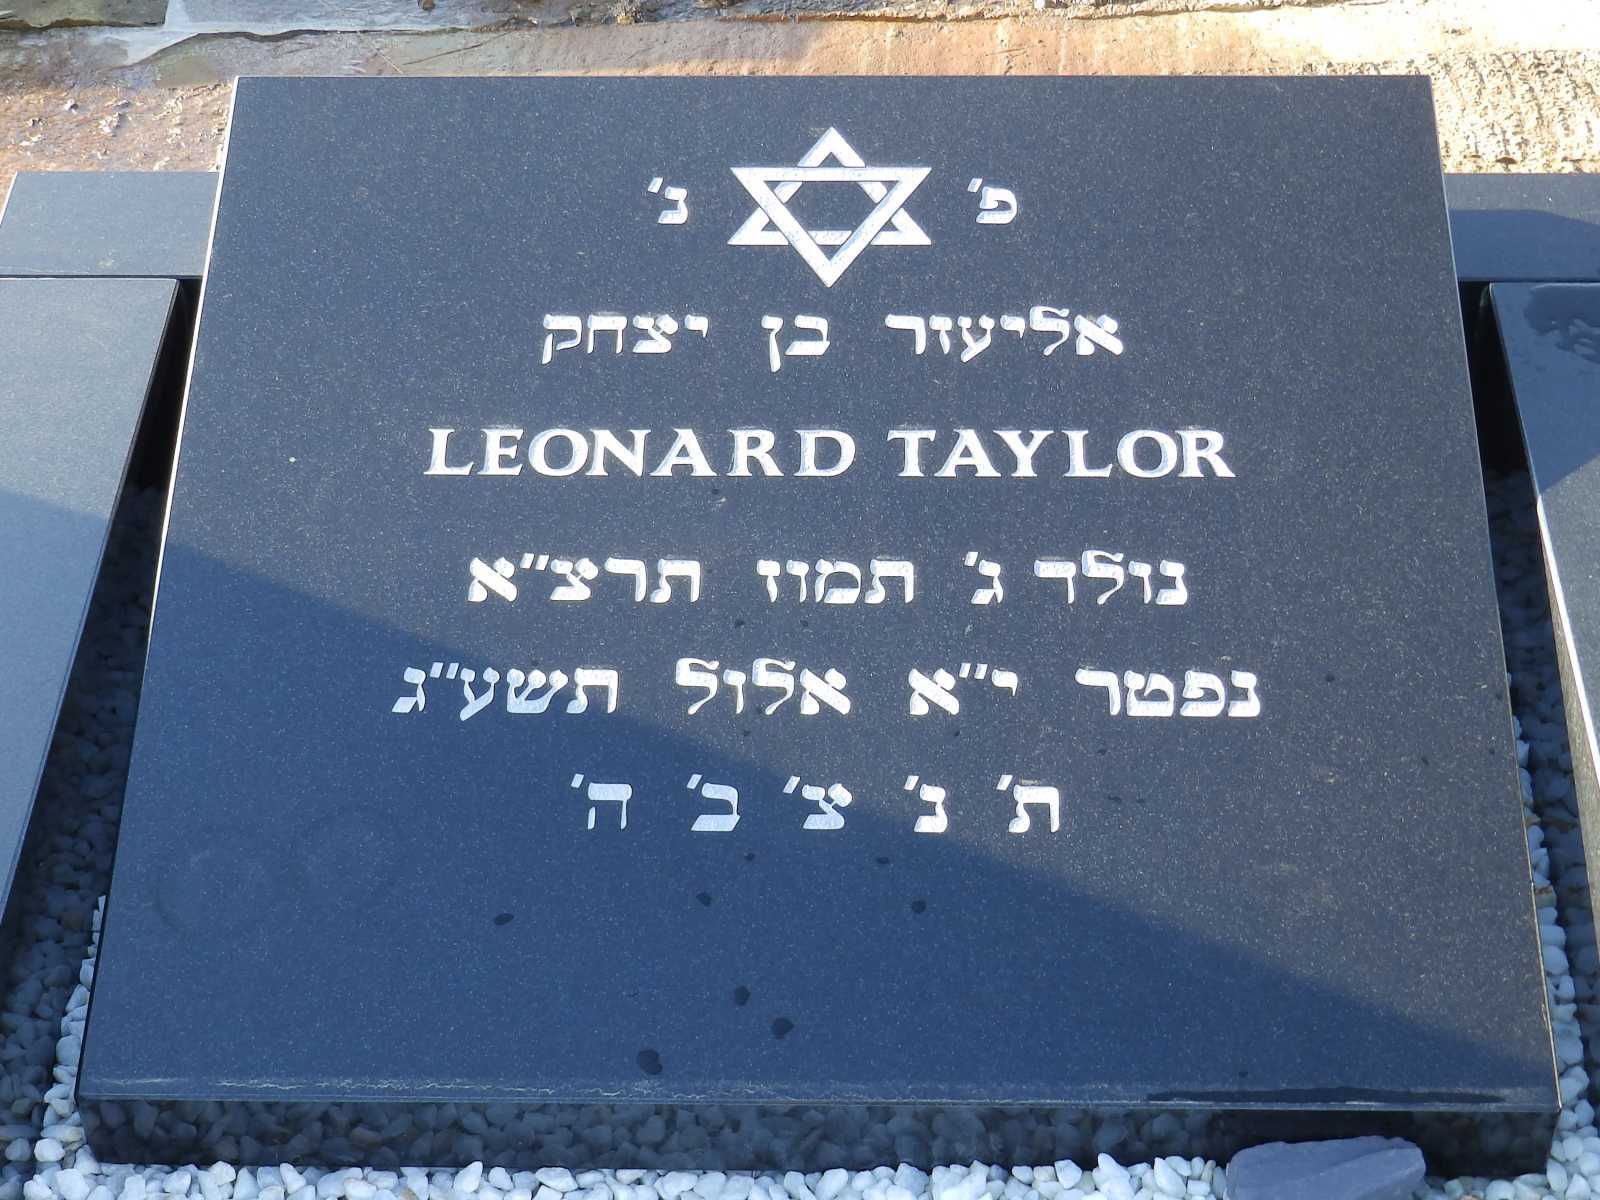 פ' נ'
אליעזר בן יצחק
LEONARD TAYLOR
נולד ג' תמוז תרצ"א
נפטר י"א אלול תשע"ג
ת' נ' צ' ב' ה'